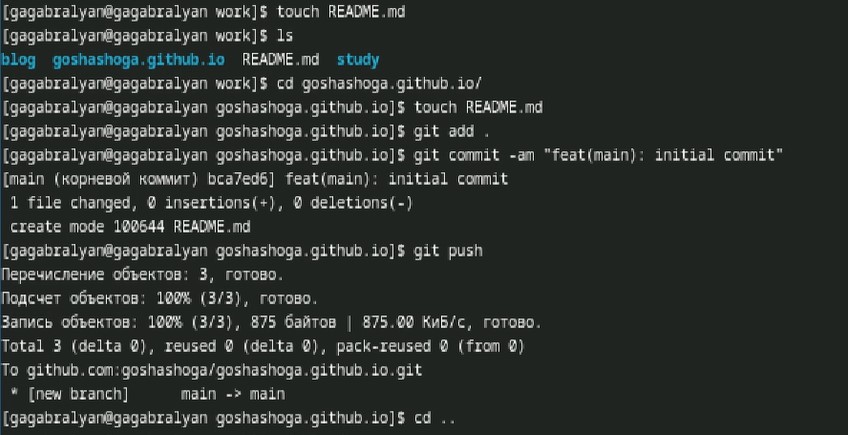 [gagabralyan@gagabralyan work]$ touch README.md
[gagabralyan@gagabralyan work]$ ls
blog  goshashoga.github.io  README.md  study
[gagabralyan@gagabralyan work]$ cd goshashoga.github.io/
[gagabralyan@gagabralyan goshashoga.github.io]$ touch README.md
[gagabralyan@gagabralyan goshashoga.github.io]$ git add .
[gagabralyan@gagabralyan goshashoga.github.io]$ git commit -am "feat(main): initial commit"
[main (корневой коммит) bca7ed6] feat(main): initial commit
 1 file changed, 0 insertions(+), 0 deletions(-)
 create mode 100644 README.md
[gagabralyan@gagabralyan goshashoga.github.io]$ git push
Перечисление объектов: 3, готово.
Подсчет объектов: 100% (3/3), готово.
Запись объектов: 100% (3/3), 875 байтов | 875.00 КиБ/с, готово.
Total 3 (delta 0), reused 0 (delta 0), pack-reused 0 (from 0)
To github.com:goshashoga/goshashoga.github.io.git
 * [new branch]      main -> main
[gagabralyan@gagabralyan goshashoga.github.io]$ cd ..